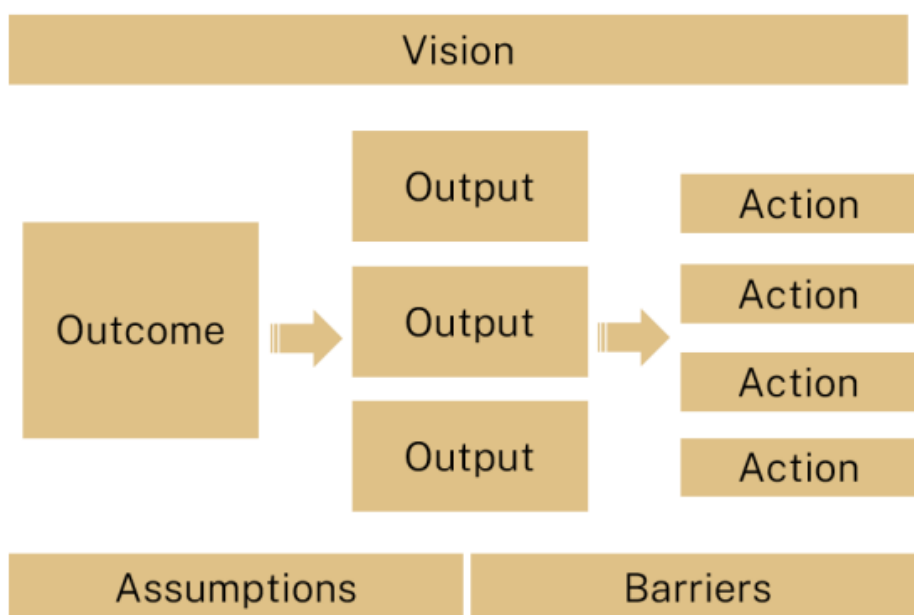 Vision
Output
Action
Action
Outcome
Output
Action
Output
Action
Assumptions
Barriers